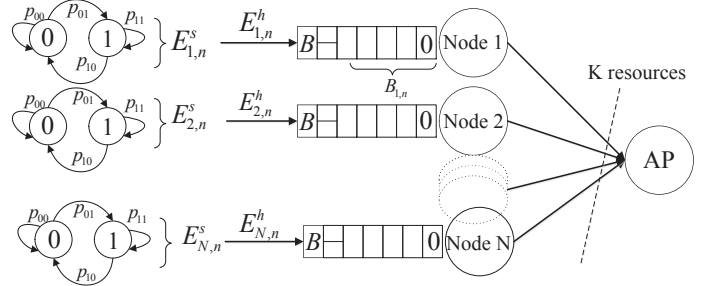 p₀₀ p₀₁ p₁₁ 0 1 p₁₀ E^s_{1,n} E^h_{1,n} B 0 Node 1
B_{1,n}
K resources
p₀₀ p₀₁ p₁₁ 0 1 p₁₀ E^s_{2,n} E^h_{2,n} B 0 Node 2
AP
p₀₀ p₀₁ p₁₁ 0 1 p₁₀ E^s_{N,n} E^h_{N,n} B 0 Node N